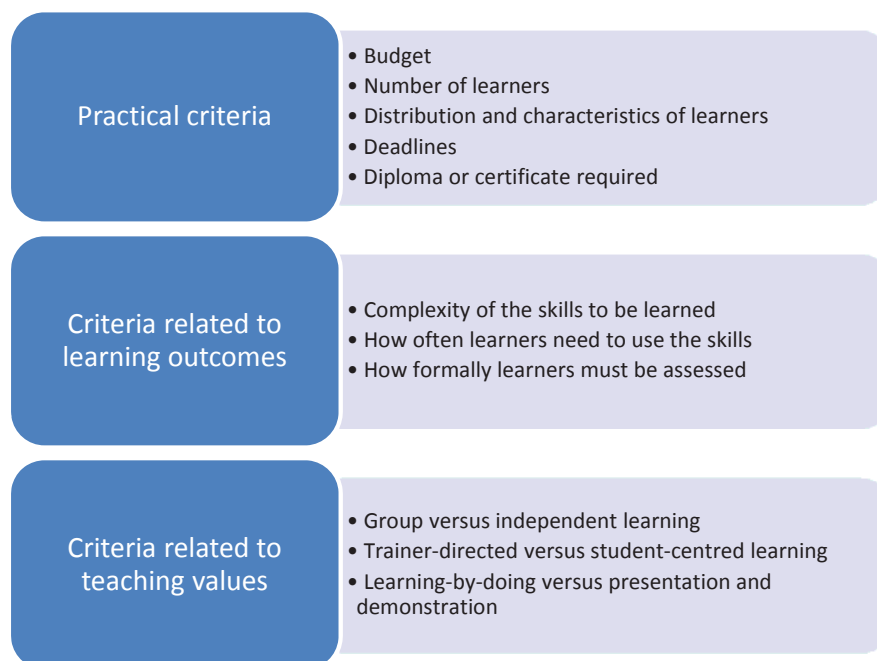 Practical criteria
• Budget
• Number of learners
• Distribution and characteristics of learners
• Deadlines
• Diploma or certificate required
Criteria related to
learning outcomes
• Complexity of the skills to be learned
• How often learners need to use the skills
• How formally learners must be assessed
Criteria related to
teaching values
• Group versus independent learning
• Trainer-directed versus student-centred learning
• Learning-by-doing versus presentation and
demonstration